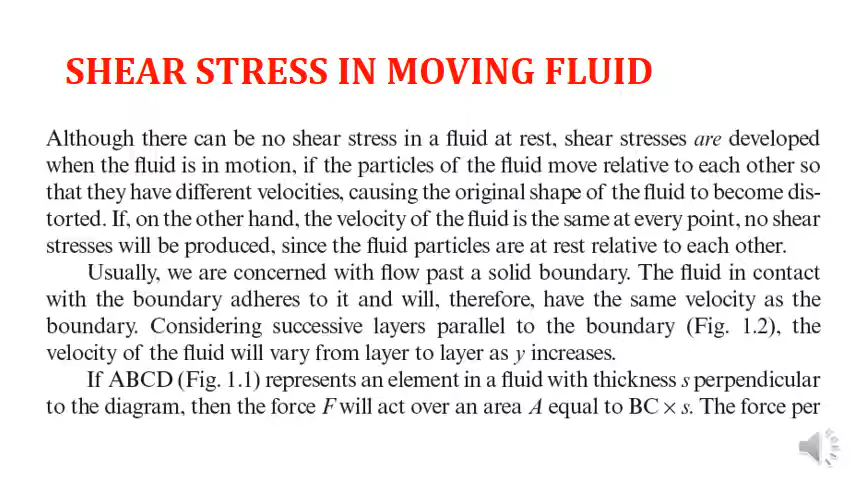 SHEAR STRESS IN MOVING FLUID
Although there can be no shear stress in a fluid at rest, shear stresses are developed
when the fluid is in motion, if the particles of the fluid move relative to each other so
that they have different velocities, causing the original shape of the fluid to become dis-
torted. If, on the other hand, the velocity of the fluid is the same at every point, no shear
stresses will be produced, since the fluid particles are at rest relative to each other.
Usually, we are concerned with flow past a solid boundary. The fluid in contact
with the boundary adheres to it and will, therefore, have the same velocity as the
boundary. Considering successive layers parallel to the boundary (Fig. 1.2), the
velocity of the fluid will vary from layer to layer as y increases.
If ABCD (Fig. 1.1) represents an element in a fluid with thickness s perpendicular
to the diagram, then the force F will act over an area A equal to BC × s. The force per